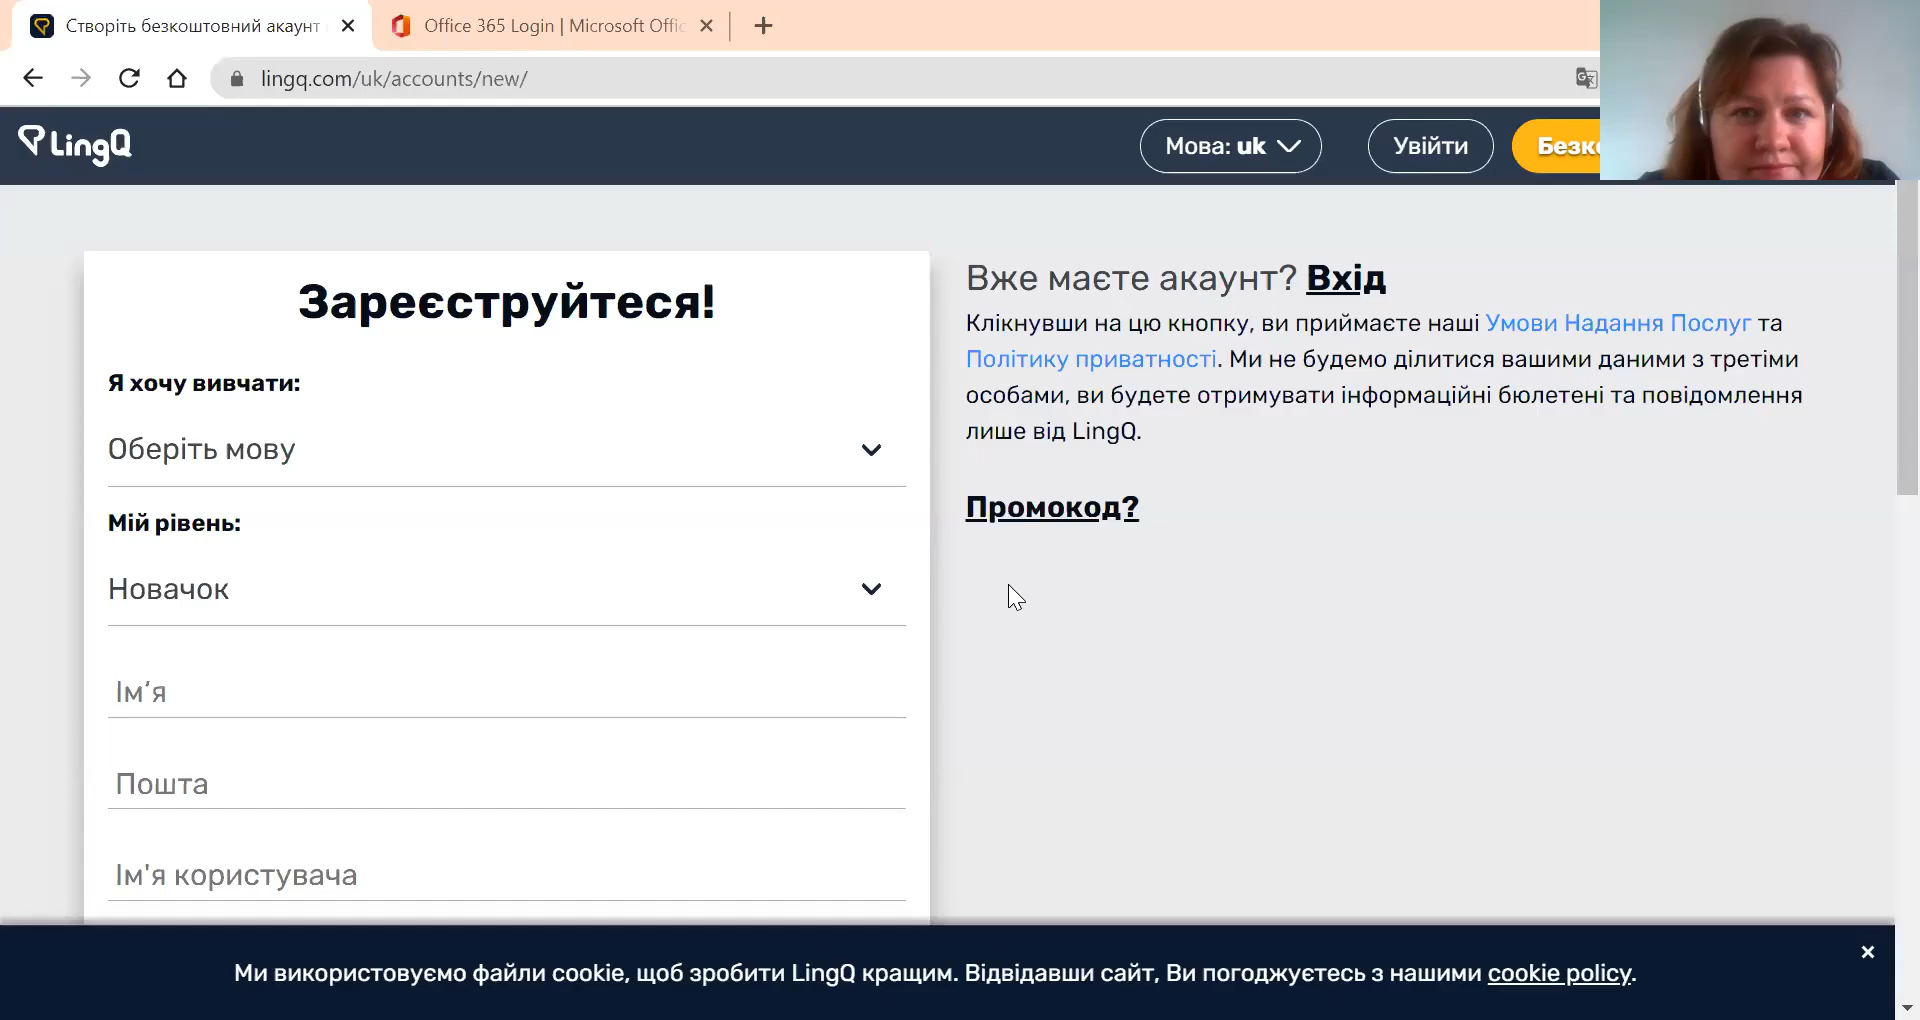 Створіть безкоштовний акаунт
Office 365 Login | Microsoft Offic
lingq.com/uk/accounts/new/
LingQ
Мова: uk
Увійти
Зареєструйтеся!
Я хочу вивчати:
Оберіть мову
Мій рівень:
Новачок
Ім’я
Пошта
Ім'я користувача
Вже маєте акаунт? Вхід
Клікнувши на цю кнопку, ви приймаєте наші Умови Надання Послуг та
Політику приватності. Ми не будемо ділитися вашими даними з третіми
особами, ви будете отримувати інформаційні бюлетені та повідомлення
лише від LingQ.
Промокод?
Ми використовуємо файли cookie, щоб зробити LingQ кращим. Відвідавши сайт, Ви погоджуєтесь з нашими cookie policy.